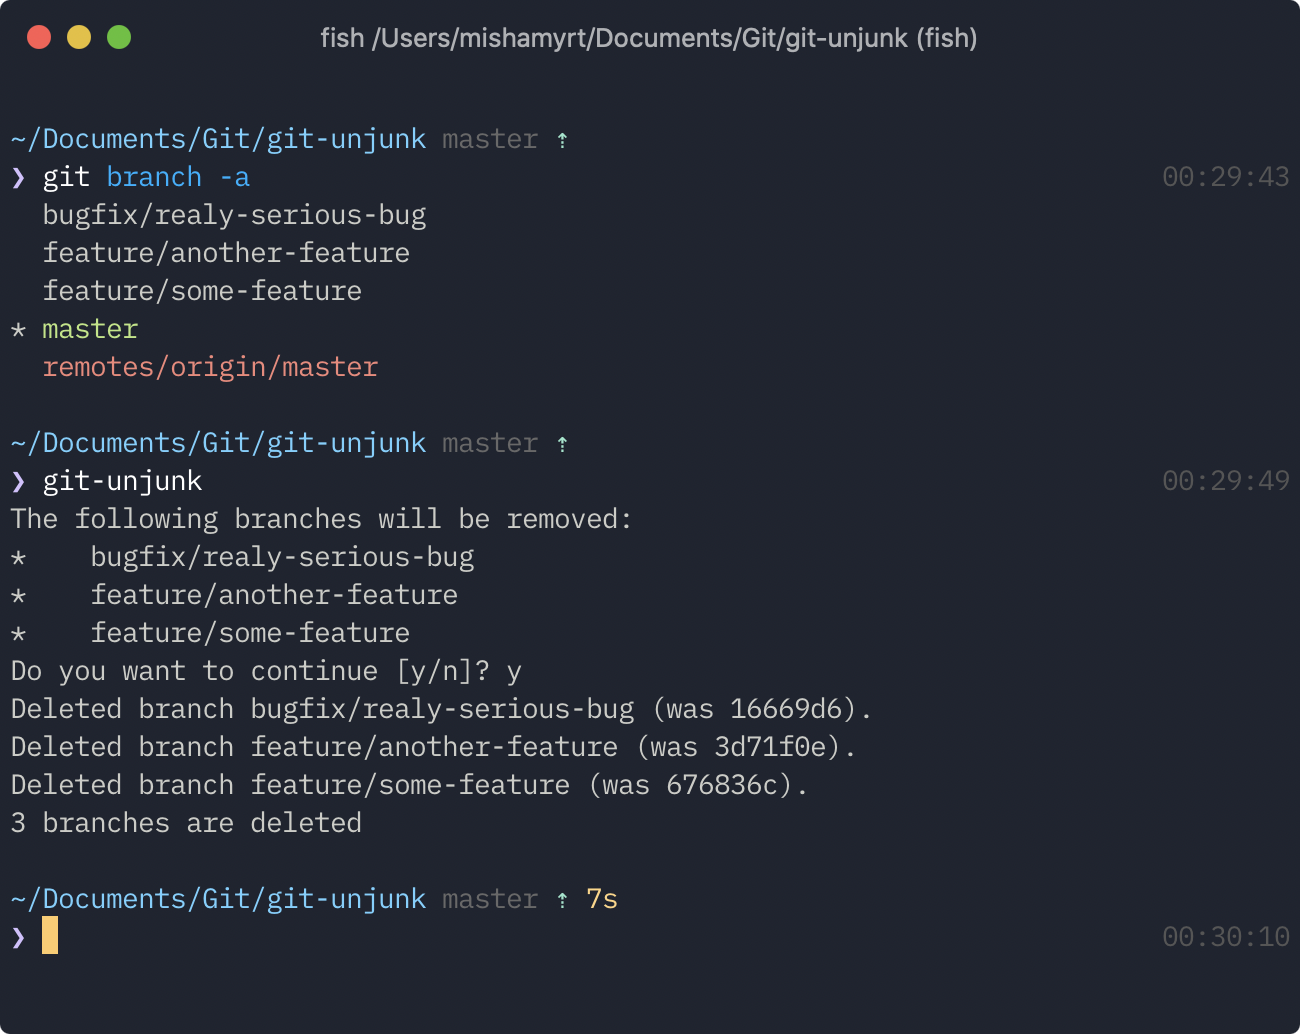 fish /Users/mishamyrt/Documents/Git/git-unjunk (fish)
~/Documents/Git/git-unjunk master ⇡
❯ git branch -a 00:29:43
bugfix/realy-serious-bug
feature/another-feature
feature/some-feature
* master
remotes/origin/master
~/Documents/Git/git-unjunk master ⇡
❯ git-unjunk 00:29:49
The following branches will be removed:
* bugfix/realy-serious-bug
* feature/another-feature
* feature/some-feature
Do you want to continue [y/n]? y
Deleted branch bugfix/realy-serious-bug (was 16669d6).
Deleted branch feature/another-feature (was 3d71f0e).
Deleted branch feature/some-feature (was 676836c).
3 branches are deleted
~/Documents/Git/git-unjunk master ⇡ 7s
❯ 00:30:10